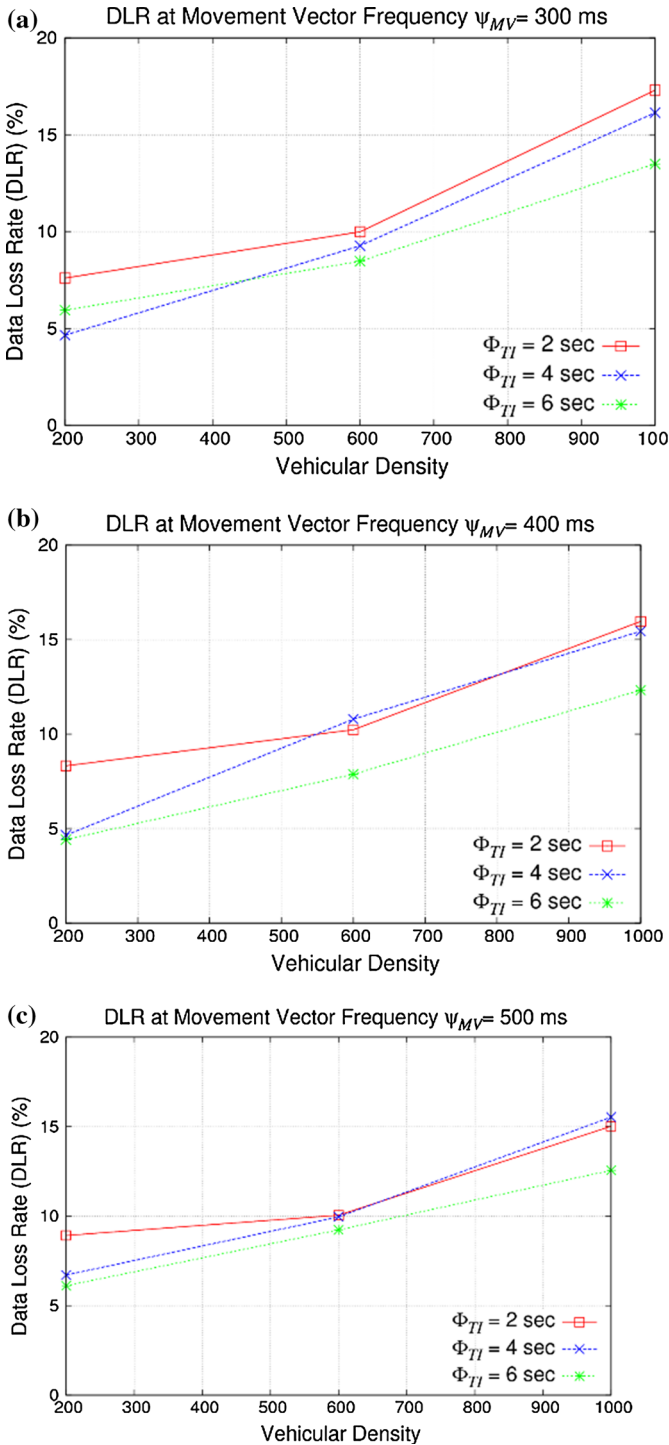 (a)
DLR at Movement Vector Frequency ψMV= 300 ms
Data Loss Rate (DLR) (%)
20
15
10
5
0
ΦTI = 2 sec
ΦTI = 4 sec
ΦTI = 6 sec
200 300 400 500 600 700 800 900 100
Vehicular Density
(b)
DLR at Movement Vector Frequency ψMV= 400 ms
Data Loss Rate (DLR) (%)
20
15
10
5
0
ΦTI = 2 sec
ΦTI = 4 sec
ΦTI = 6 sec
200 300 400 500 600 700 800 900 1000
Vehicular Density
(c)
DLR at Movement Vector Frequency ψMV= 500 ms
Data Loss Rate (DLR) (%)
20
15
10
5
0
ΦTI = 2 sec
ΦTI = 4 sec
ΦTI = 6 sec
200 300 400 500 600 700 800 900 1000
Vehicular Density